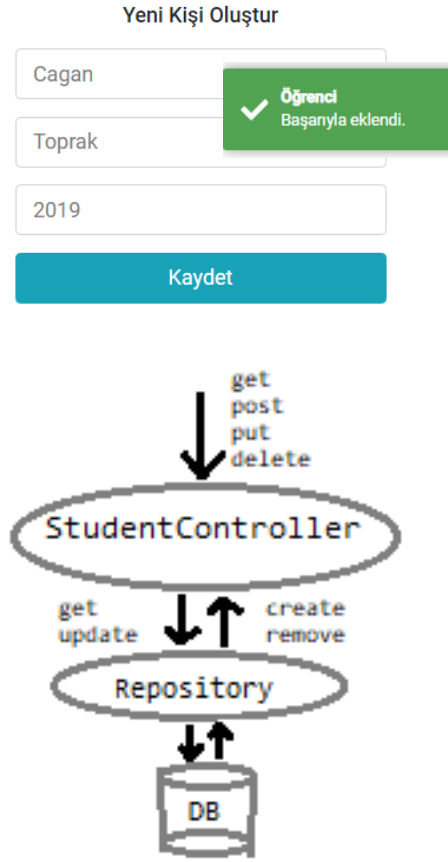 Yeni Kişi Oluştur
Cagan
Öğrenci
Başarıyla eklendi.
Toprak
2019
Kaydet
get
post
put
delete
StudentController
get
update
create
remove
Repository
DB